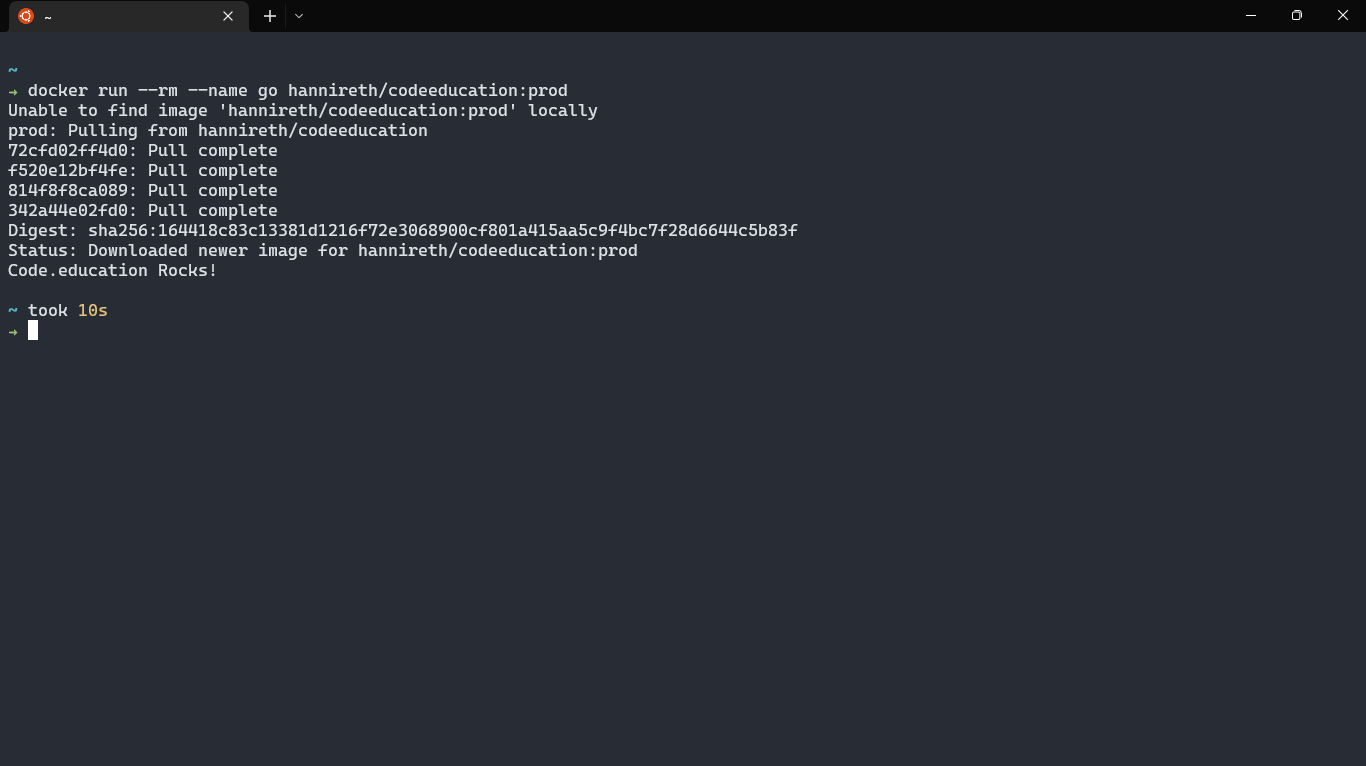 ~
~
→ docker run --rm --name go hannireth/codeeducation:prod
Unable to find image 'hannireth/codeeducation:prod' locally
prod: Pulling from hannireth/codeeducation
72cfd02ff4d0: Pull complete
f520e12bf4fe: Pull complete
814f8f8ca089: Pull complete
342a44e02fd0: Pull complete
Digest: sha256:164418c83c13381d1216f72e3068900cf801a415aa5c9f4bc7f28d6644c5b83f
Status: Downloaded newer image for hannireth/codeeducation:prod
Code.education Rocks!
~ took 10s
→